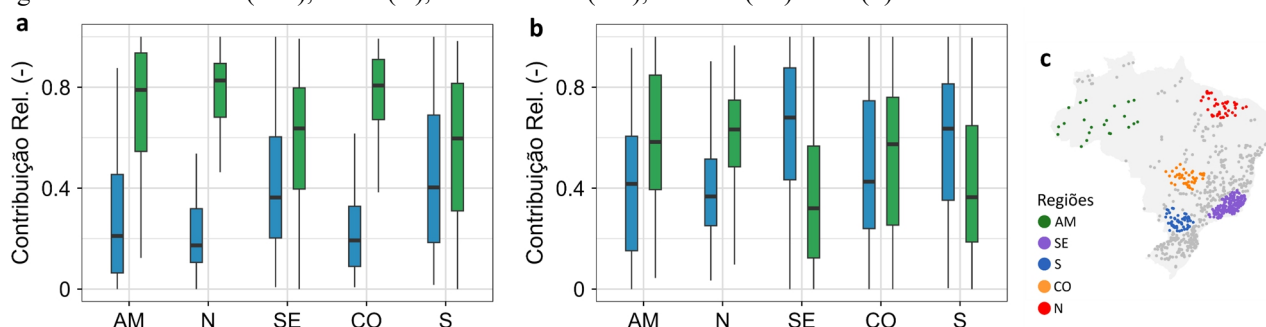 a
Contribuição Rel. (-)
0.8
0.4
0
AM N SE CO S
b
Contribuição Rel. (-)
0.8
0.4
0
AM N SE CO S
c
Regiões
AM
SE
S
CO
N